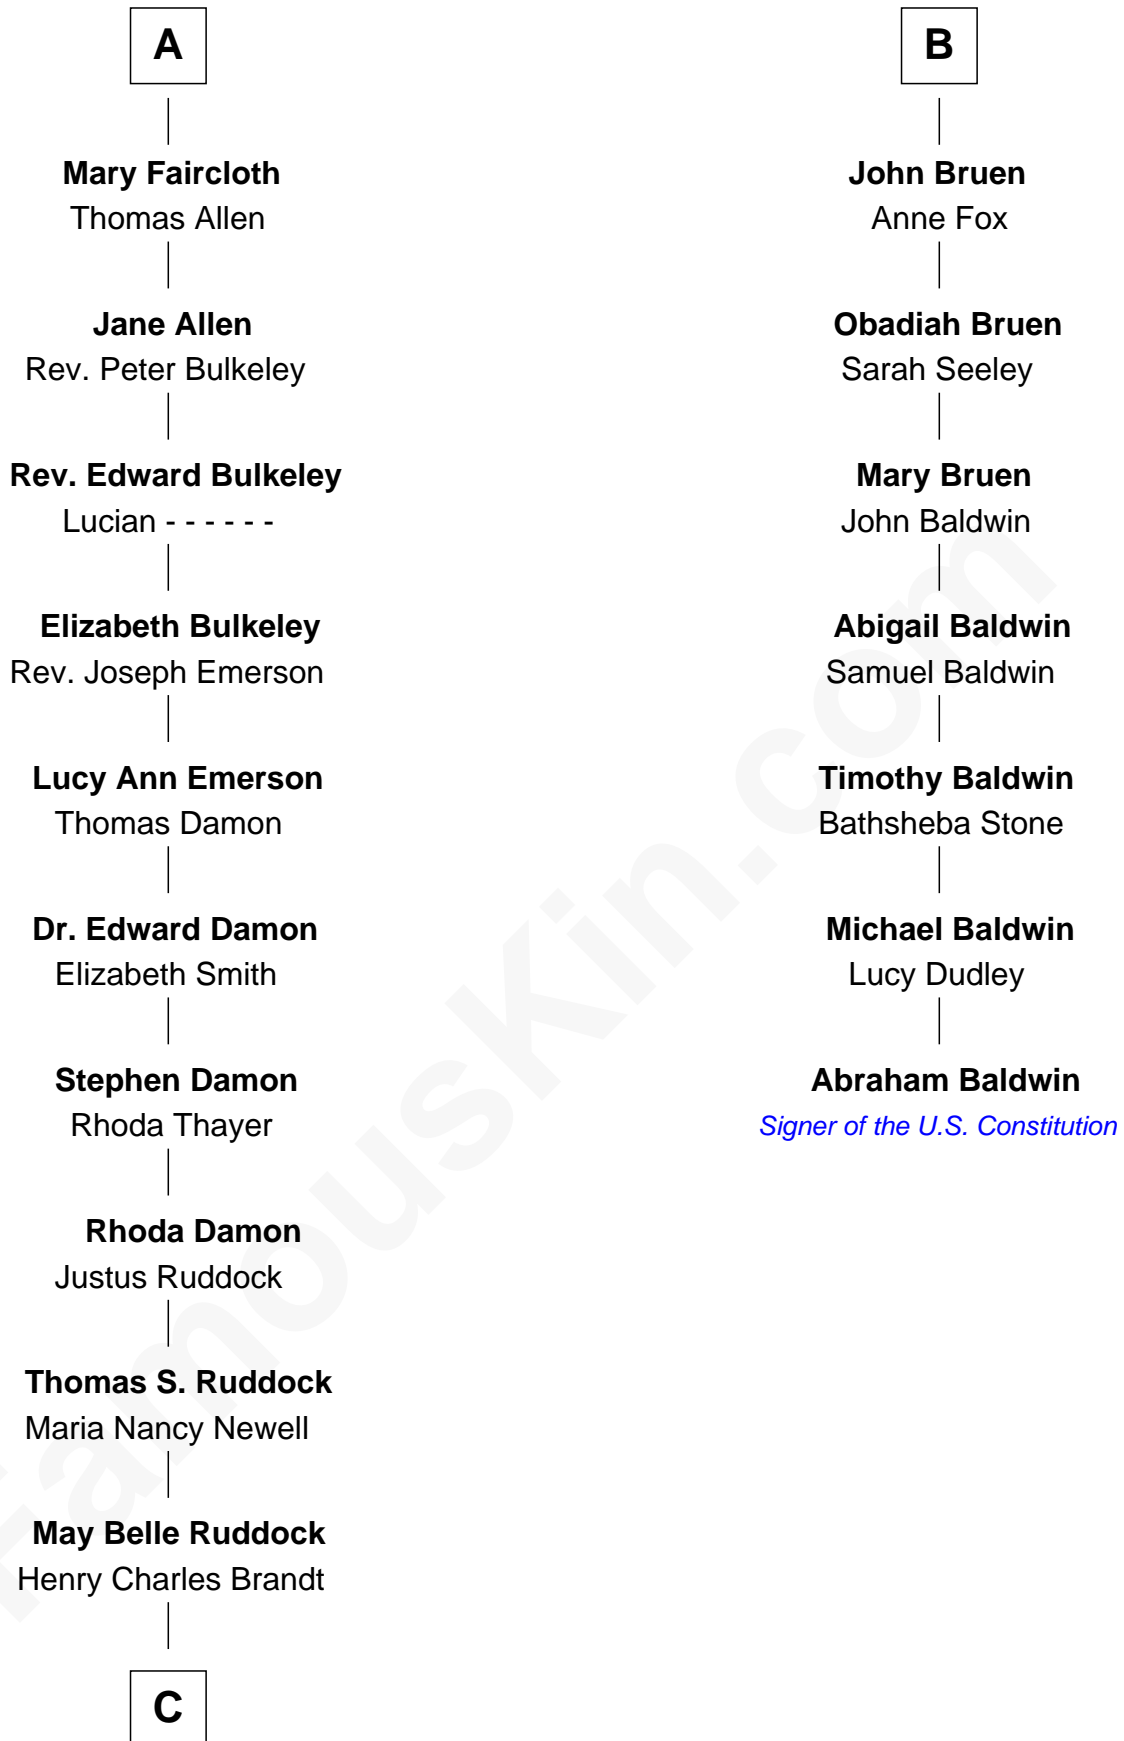 A
Mary Faircloth
Thomas Allen
Jane Allen
Rev. Peter Bulkeley
Rev. Edward Bulkeley
Lucian - - - - - -
Elizabeth Bulkeley
Rev. Joseph Emerson
Lucy Ann Emerson
Thomas Damon
Dr. Edward Damon
Elizabeth Smith
Stephen Damon
Rhoda Thayer
Rhoda Damon
Justus Ruddock
Thomas S. Ruddock
Maria Nancy Newell
May Belle Ruddock
Henry Charles Brandt
C
B
John Bruen
Anne Fox
Obadiah Bruen
Sarah Seeley
Mary Bruen
John Baldwin
Abigail Baldwin
Samuel Baldwin
Timothy Baldwin
Bathsheba Stone
Michael Baldwin
Lucy Dudley
Abraham Baldwin
Signer of the U.S. Constitution
FamousKin.com